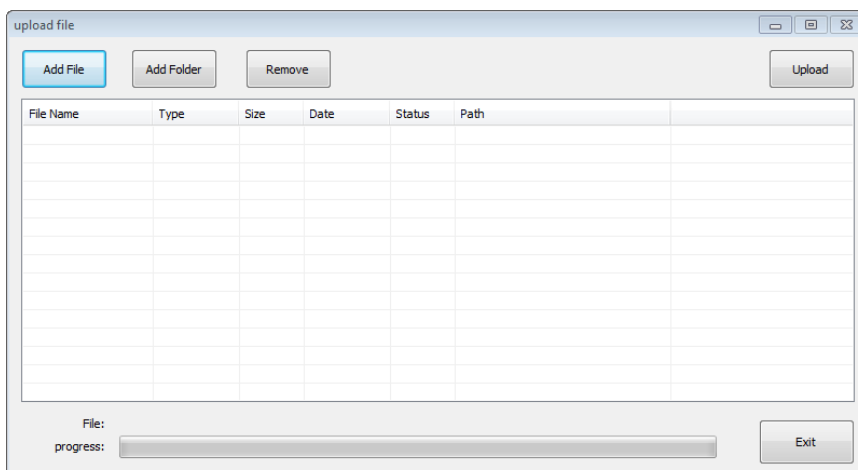 upload file
Add File Add Folder Remove Upload
File Name Type Size Date Status Path
File:
progress:
Exit